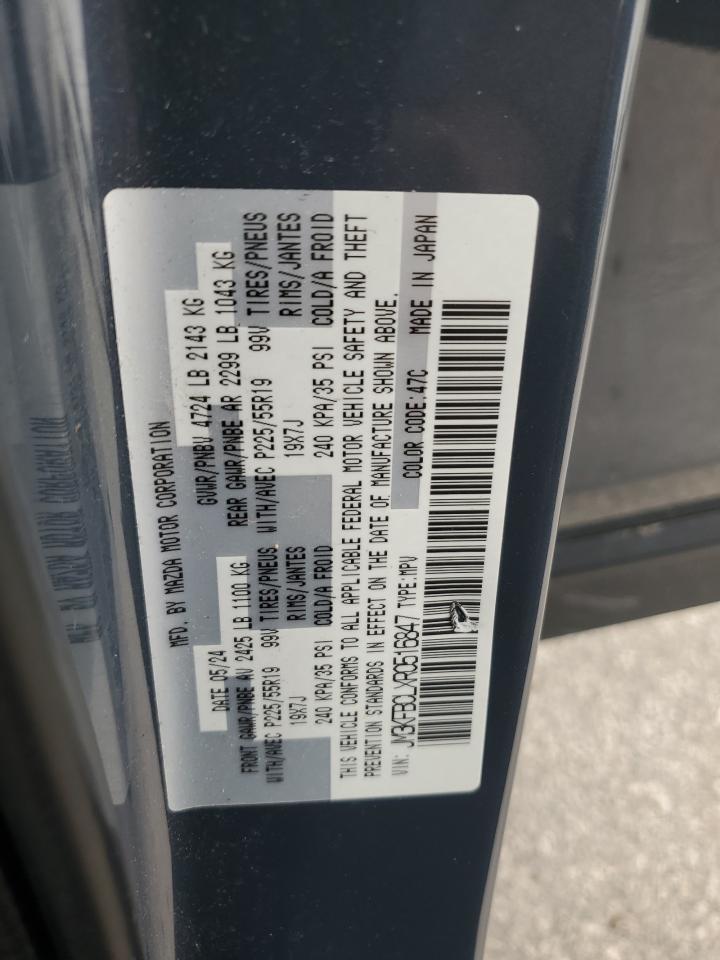 MFD. BY MAZDA MOTOR CORPORATION
DATE 05/24 GVWR/PNBV 4724 LB 2143 KG
FRONT GAWR/PNBE AV 2425 LB 1100 KG REAR GAWR/PNBE AR 2299 LB 1043 KG
WITH/AVEC P225/55R19 99V TIRES/PNEUS WITH/AVEC P225/55R19 99V TIRES/PNEUS
19X7J RIMS/JANTES 19X7J RIMS/JANTES
240 KPA/35 PSI COLD/A FROID 240 KPA/35 PSI COLD/A FROID
THIS VEHICLE CONFORMS TO ALL APPLICABLE FEDERAL MOTOR VEHICLE SAFETY AND THEFT
PREVENTION STANDARDS IN EFFECT ON THE DATE OF MANUFACTURE SHOWN ABOVE.
VIN: JM3KFBCLXR0516847 TYPE:MPV COLOR CODE:47C MADE IN JAPAN